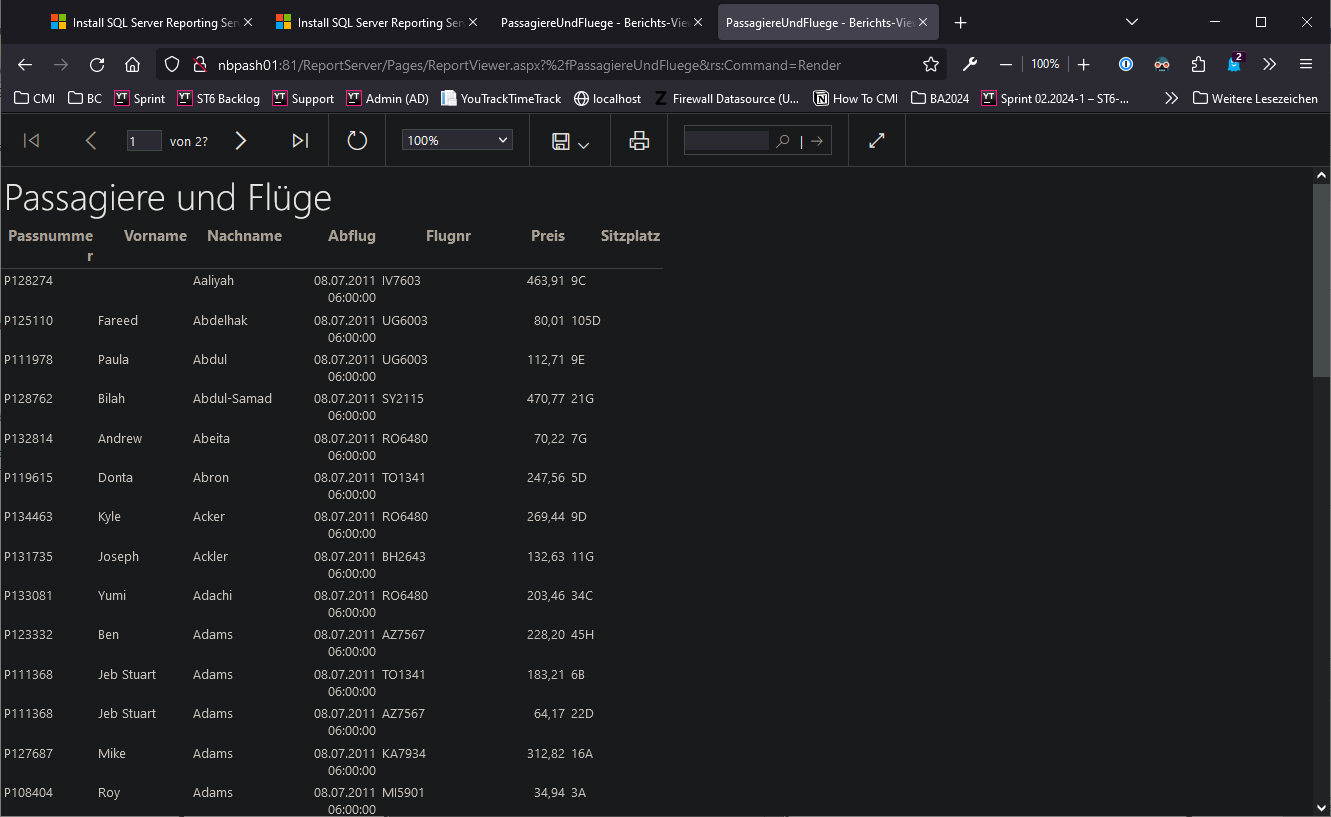 Install SQL Server Reporting Ser
Install SQL Server Reporting Ser
PassagiereUndFluege - Berichts-View
PassagiereUndFluege - Berichts-View
nbpash01:81/ReportServer/Pages/ReportViewer.aspx?%2fPassagiereUndFluege&rs:Command=Render
100%
2
CMI BC YT Sprint YT ST6 Backlog YT Support YT Admin (AD) YouTrackTimeTrack localhost Z Firewall Datasource (U... How To CMI BA2024 YT Sprint 02.2024-1 – ST6-... Weitere Lesezeichen
1 von 2? 100%
Passagiere und Flüge
Passnumme Vorname Nachname Abflug Flugnr Preis Sitzplatz
r
P128274 Aaliyah 08.07.2011 IV7603 463,91 9C
06:00:00
P125110 Fareed Abdelhak 08.07.2011 UG6003 80,01 105D
06:00:00
P111978 Paula Abdul 08.07.2011 UG6003 112,71 9E
06:00:00
P128762 Bilah Abdul-Samad 08.07.2011 SY2115 470,77 21G
06:00:00
P132814 Andrew Abeita 08.07.2011 RO6480 70,22 7G
06:00:00
P119615 Donta Abron 08.07.2011 TO1341 247,56 5D
06:00:00
P134463 Kyle Acker 08.07.2011 RO6480 269,44 9D
06:00:00
P131735 Joseph Ackler 08.07.2011 BH2643 132,63 11G
06:00:00
P133081 Yumi Adachi 08.07.2011 RO6480 203,46 34C
06:00:00
P123332 Ben Adams 08.07.2011 AZ7567 228,20 45H
06:00:00
P111368 Jeb Stuart Adams 08.07.2011 TO1341 183,21 6B
06:00:00
P111368 Jeb Stuart Adams 08.07.2011 AZ7567 64,17 22D
06:00:00
P127687 Mike Adams 08.07.2011 KA7934 312,82 16A
06:00:00
P108404 Roy Adams 08.07.2011 MI5901 34,94 3A
06:00:00